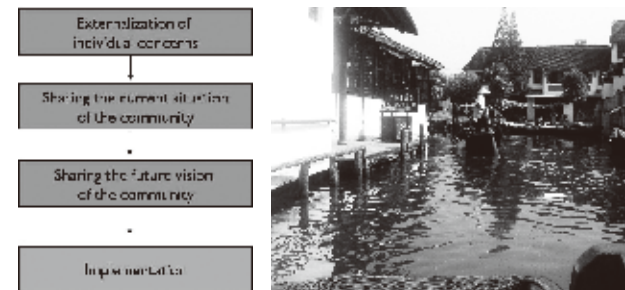 Externalization of
individual concerns
Sharing the current situation
of the community
Sharing the future vision
of the community
Implementation